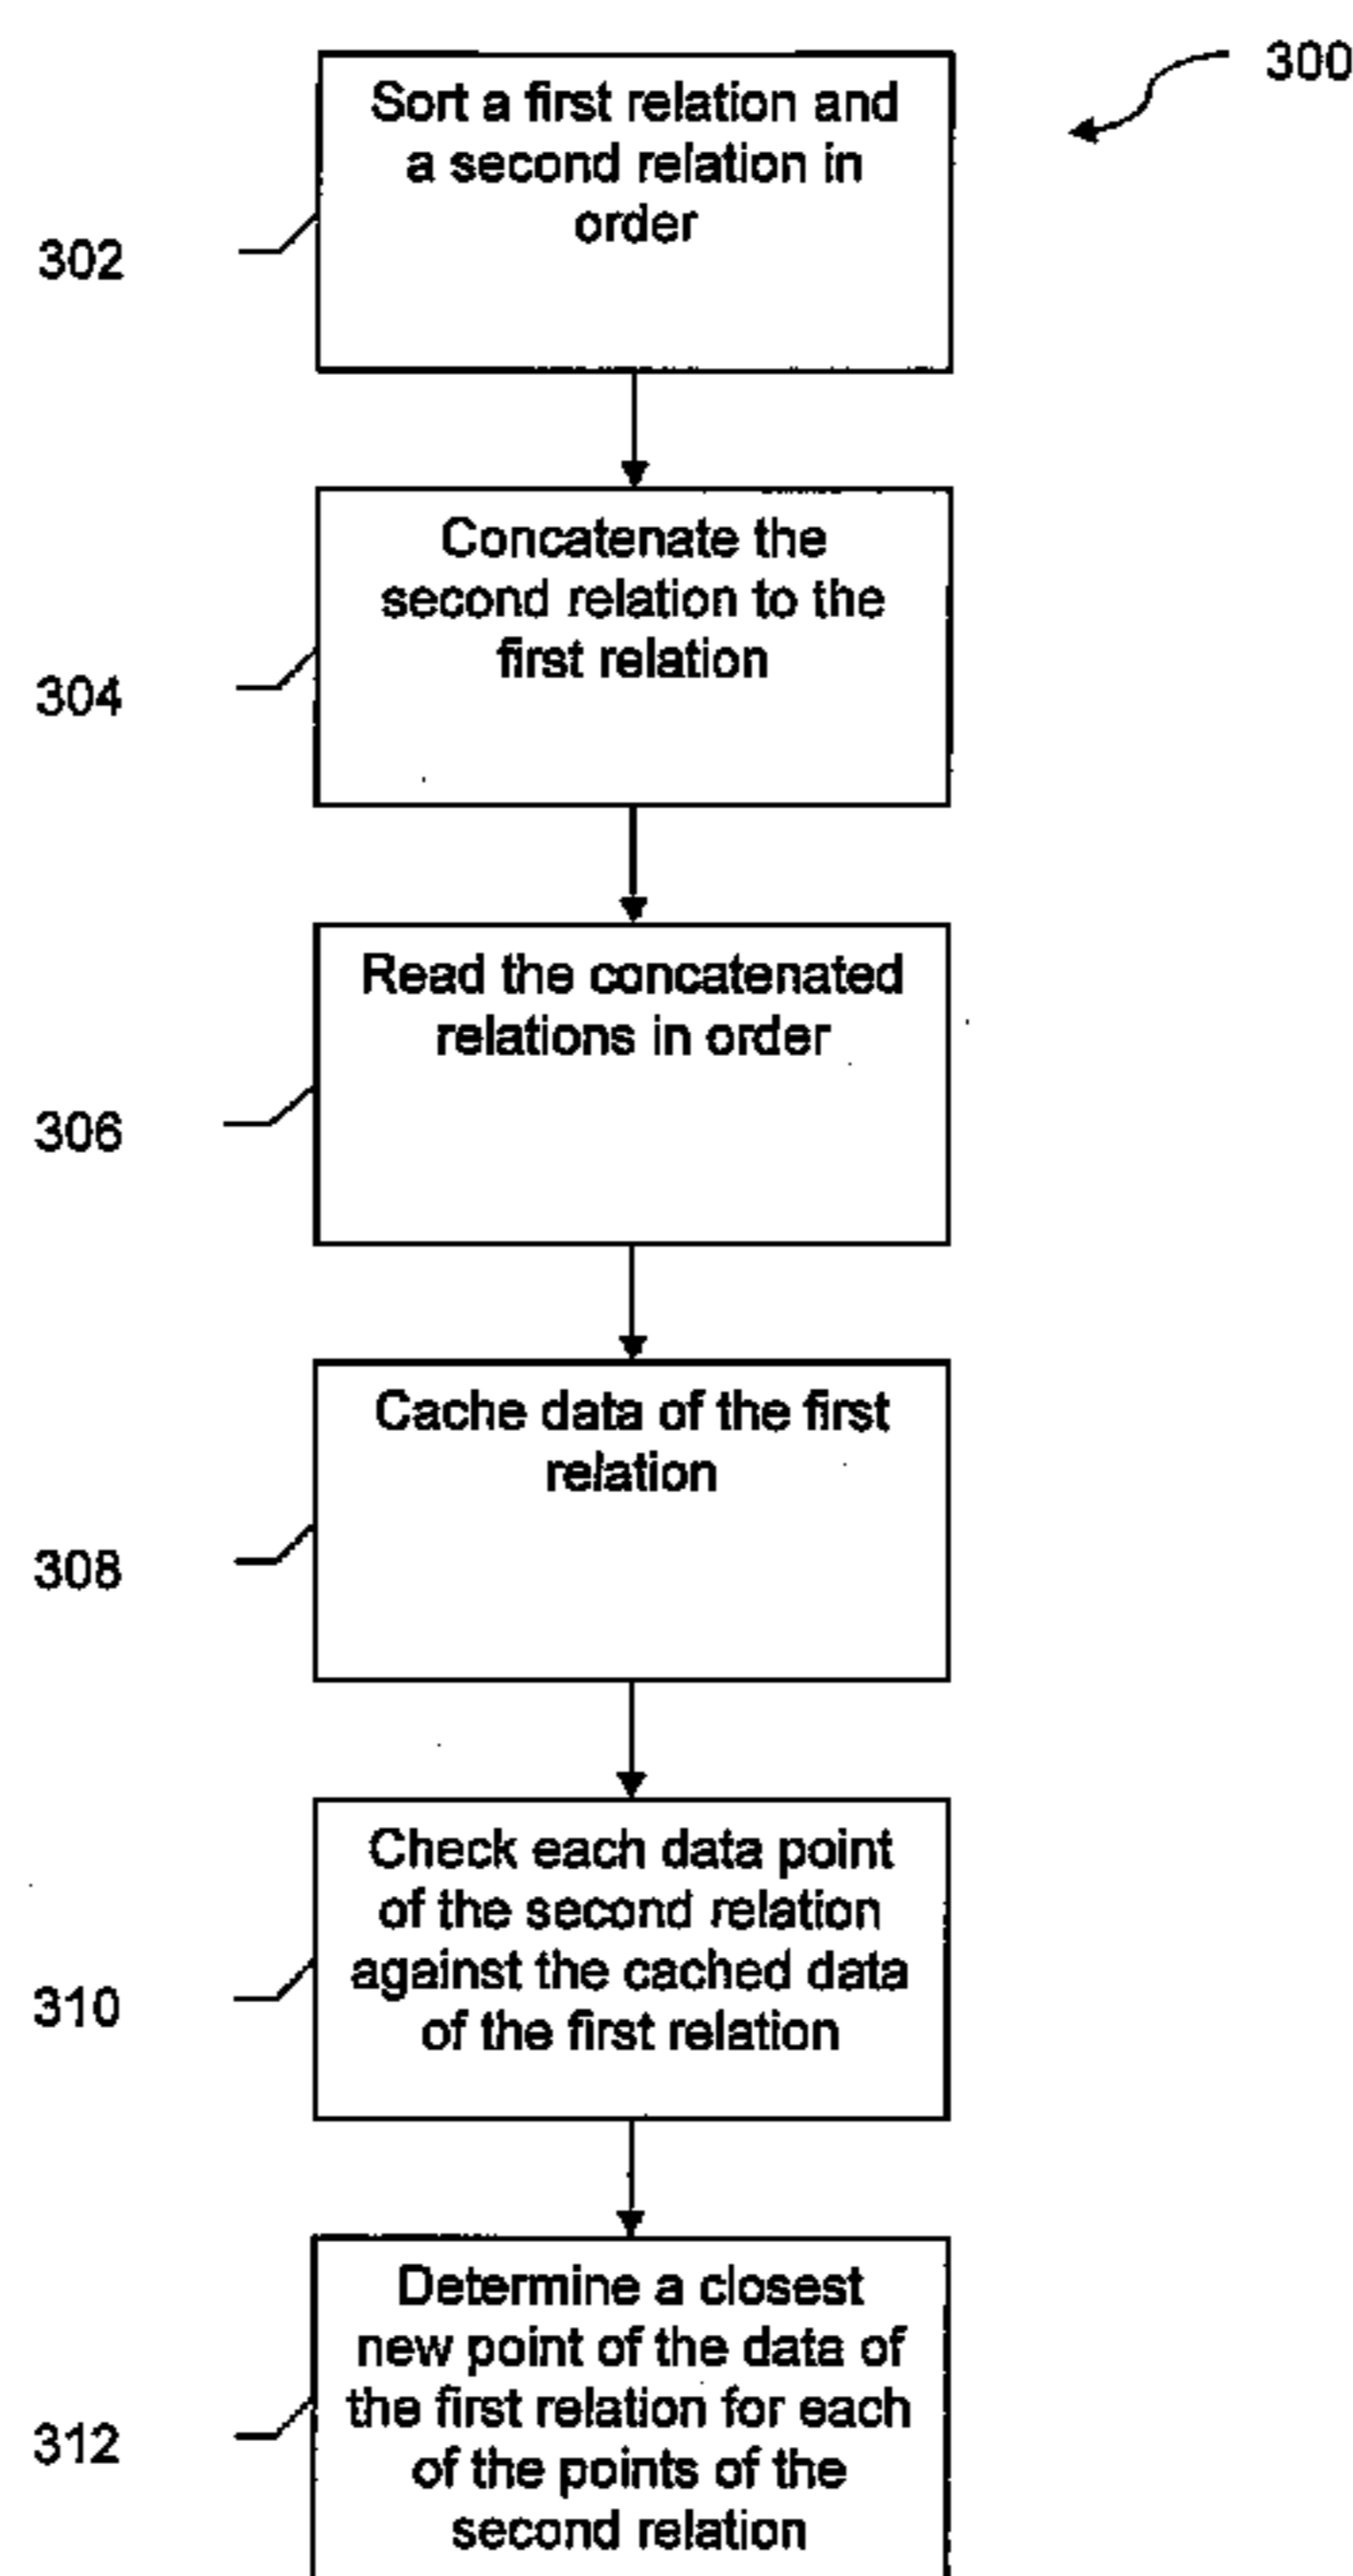 300
Sort a first relation and
a second relation in
order
302
Concatenate the
second relation to the
first relation
304
Read the concatenated
relations in order
306
Cache data of the first
relation
308
Check each data point
of the second relation
against the cached data
of the first relation
310
Determine a closest
new point of the data of
the first relation for each
of the points of the
second relation
312